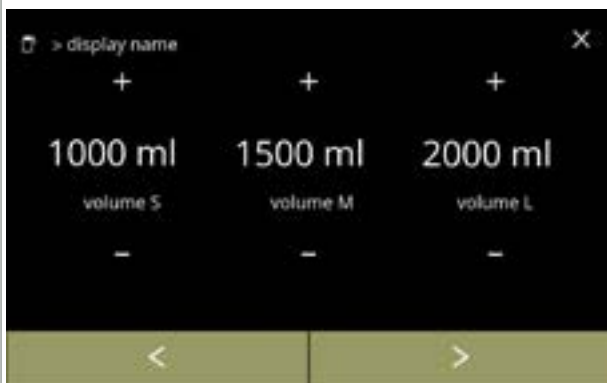 > display name ×
+ + +
1000 ml 1500 ml 2000 ml
volume S volume M volume L
− − −
< >